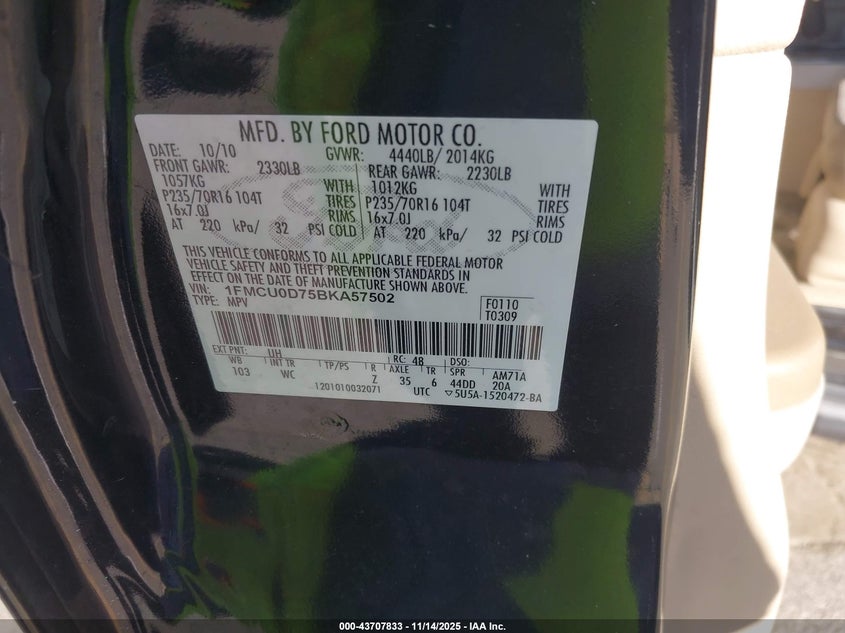 MFD. BY FORD MOTOR CO.
DATE: 10/10 GVWR: 4440LB/ 2014KG
FRONT GAWR: 2330LB REAR GAWR: 2230LB
1057KG WITH 1012KG WITH
P235/70R16 104T TIRES P235/70R16 104T TIRES
16x7.0J RIMS 16x7.0J RIMS
AT 220 kPa/ 32 PSI COLD AT 220 kPa/ 32 PSI COLD
THIS VEHICLE CONFORMS TO ALL APPLICABLE FEDERAL MOTOR
VEHICLE SAFETY AND THEFT PREVENTION STANDARDS IN
EFFECT ON THE DATE OF MANUFACTURE SHOWN ABOVE.
VIN: 1FMCU0D75BKA57502 F0110
TYPE: MPV T0309
EXT PNT: UH RC: 48 DSO:
WB INT TR TP/PS R AXLE TR SPR AM71A
103 WC Z 35 6 44DD 20A
1201010032071 UTC ▽5U5A-1520472-BA
000-43707833 - 11/14/2025 - IAA Inc.